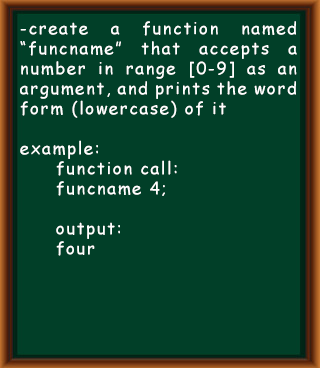 -create a function named
“funcname” that accepts a
number in range [0-9] as an
argument, and prints the word
form (lowercase) of it
example:
function call:
funcname 4;
output:
four